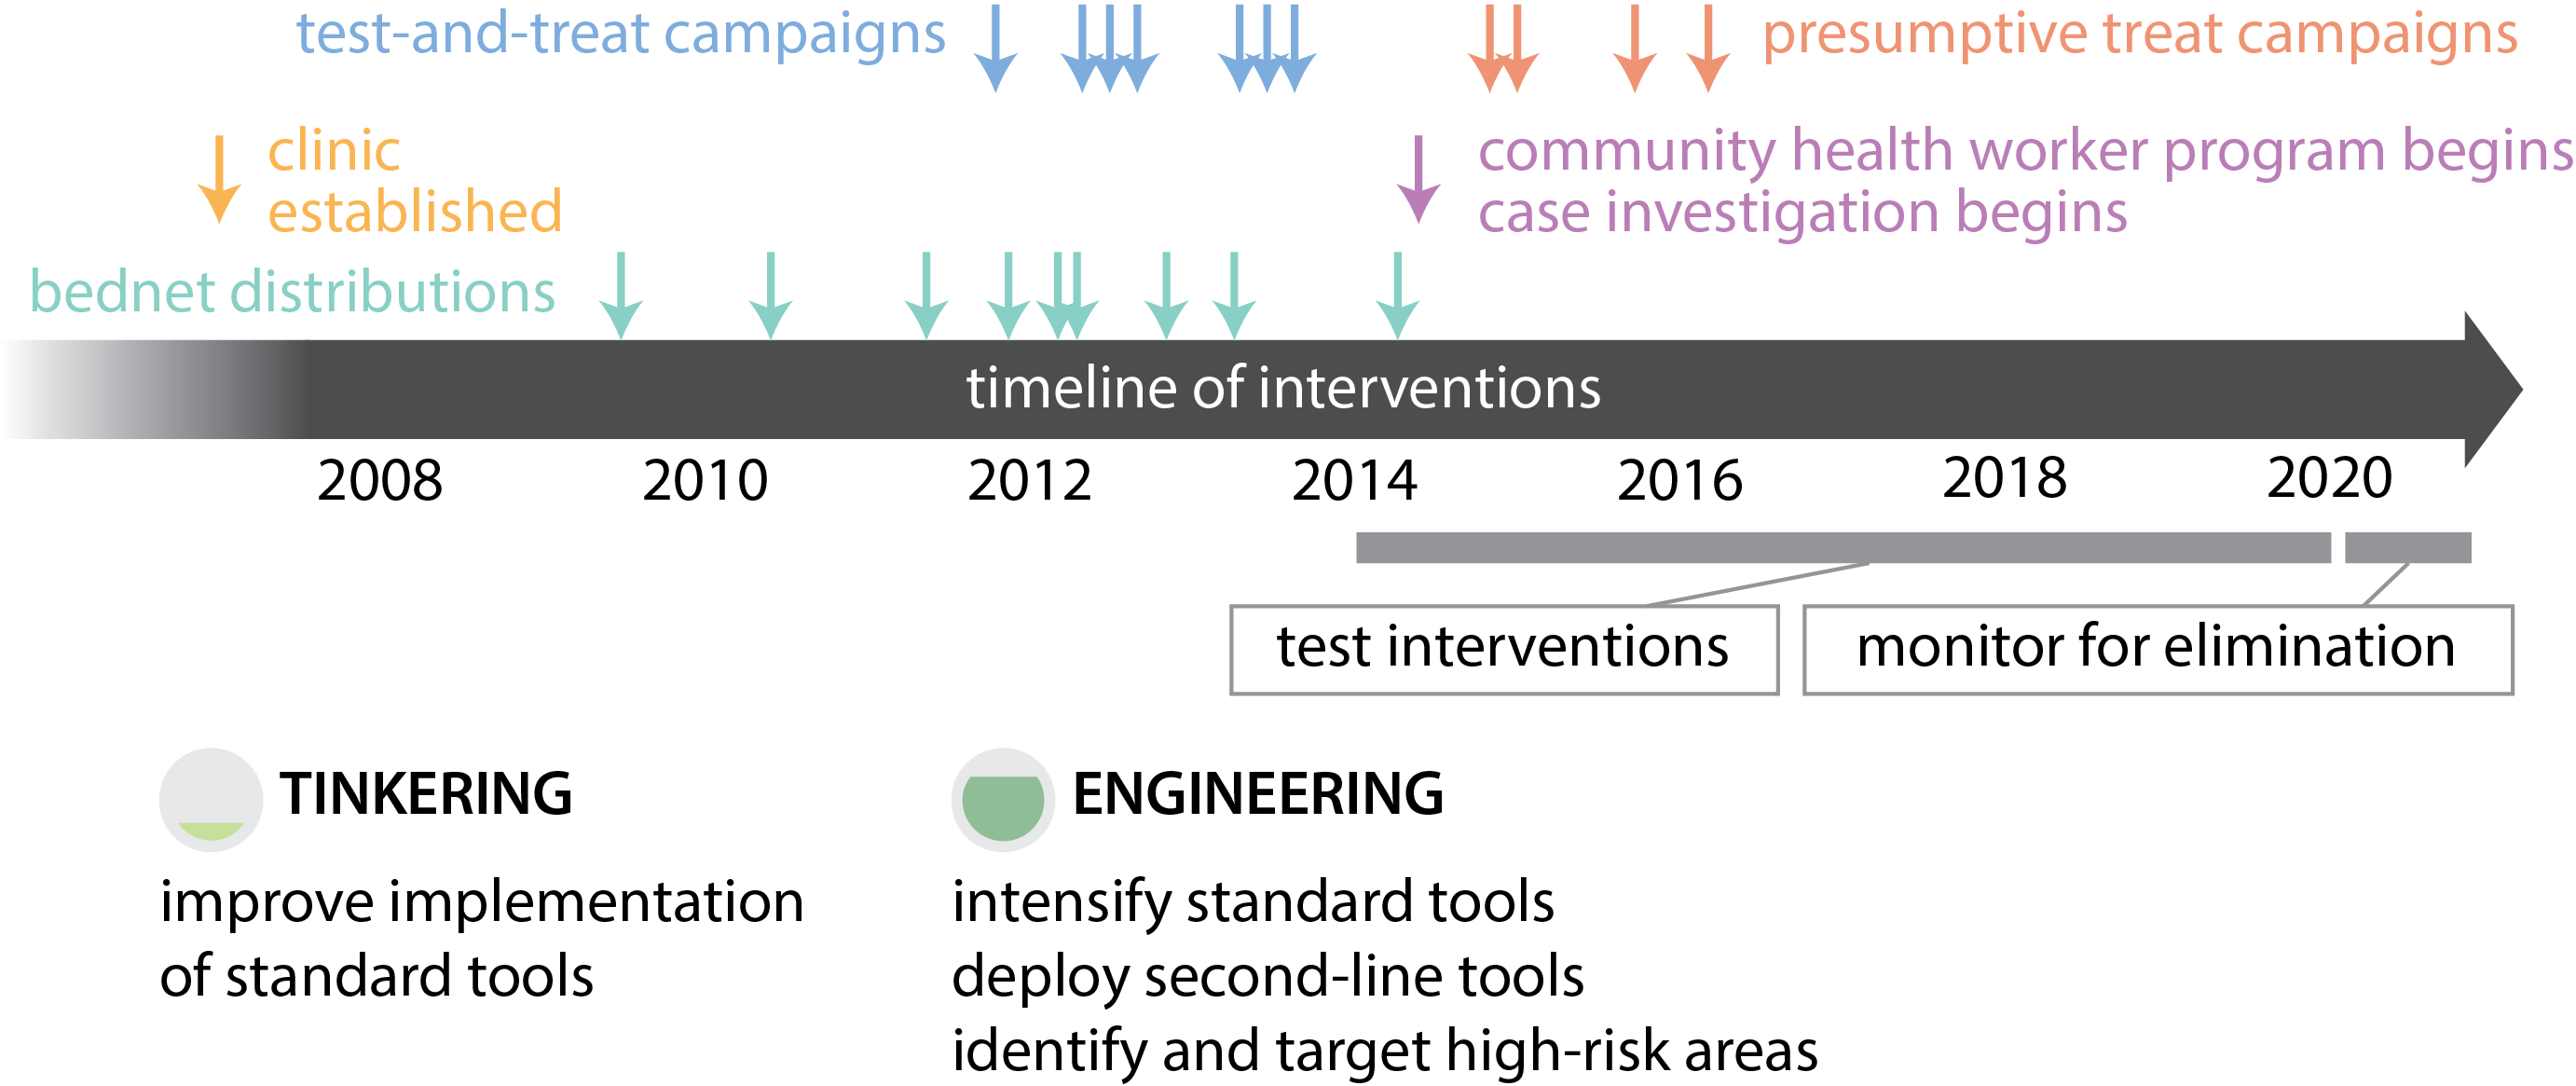 test-and-treat campaigns
presumptive treat campaigns
clinic
established
community health worker program begins
case investigation begins
bednet distributions
timeline of interventions
2008 2010 2012 2014 2016 2018 2020
test interventions
monitor for elimination
TINKERING
improve implementation
of standard tools
ENGINEERING
intensify standard tools
deploy second-line tools
identify and target high-risk areas